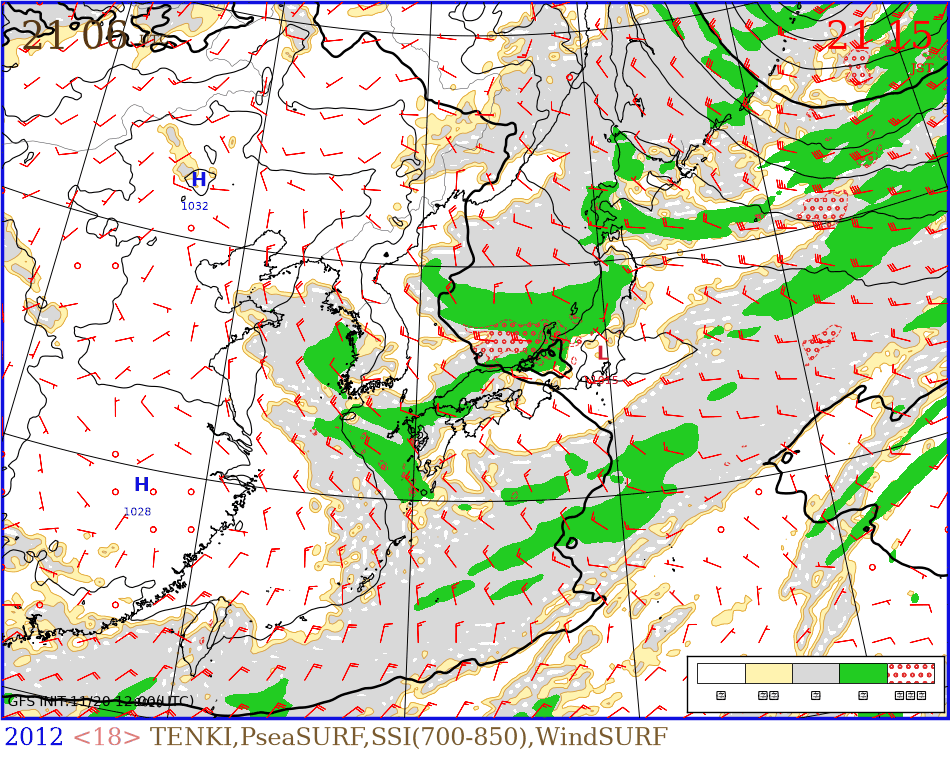 21 06 UTC
21 15
JST
H
1032
H
1028
L
GFS INIT:11/20 12:00(UTC)
2012 <18> TENKI,PseaSURF,SSI(700-850),WindSURF